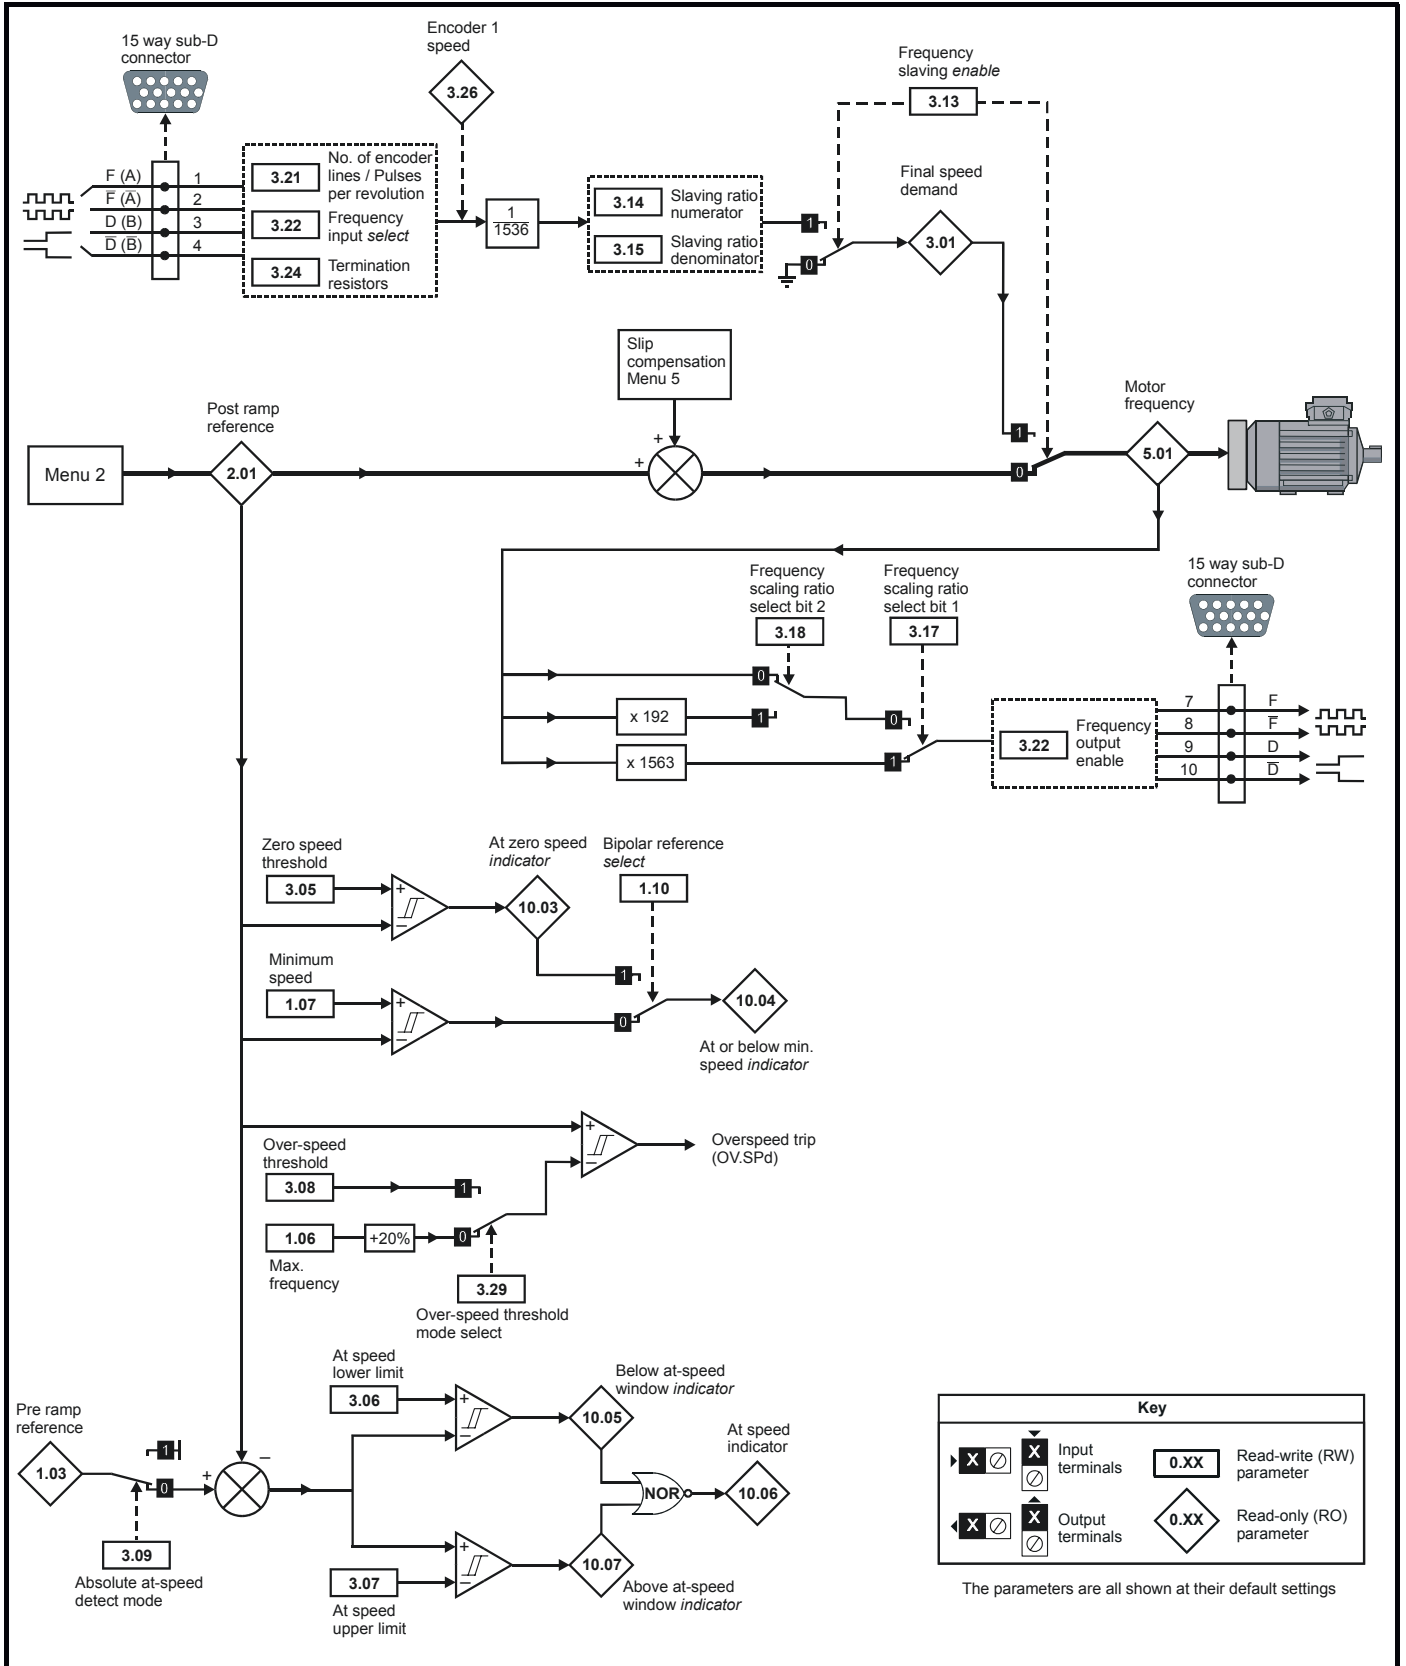 15 way sub-D
connector
Encoder 1
speed
3.26
Frequency
slaving enable
3.13
F (A)
F̅ (A̅)
D (B)
D̅ (B̅)
1
2
3
4
3.21
No. of encoder
lines / Pulses
per revolution
3.22
Frequency
input select
3.24
Termination
resistors
1
1536
3.14
Slaving ratio
numerator
3.15
Slaving ratio
denominator
1
0
Final speed
demand
3.01
Slip
compensation
Menu 5
Post ramp
reference
Menu 2
2.01
+
+
1
0
Motor
frequency
5.01
Frequency
scaling ratio
select bit 2
3.18
Frequency
scaling ratio
select bit 1
3.17
15 way sub-D
connector
0
1
x 192
x 1563
0
1
3.22
Frequency
output
enable
7
8
9
10
F
F̅
D
D̅
Zero speed
threshold
3.05
+
−
At zero speed
indicator
10.03
Bipolar reference
select
1.10
Minimum
speed
1.07
+
−
1
0
10.04
At or below min.
speed indicator
Over-speed
threshold
3.08
1
1.06
+20%
0
Max.
frequency
3.29
Over-speed threshold
mode select
+
−
Overspeed trip
(OV.SPd)
At speed
lower limit
3.06
+
−
Below at-speed
window indicator
10.05
Pre ramp
reference
1.03
1
0
+
−
3.09
Absolute at-speed
detect mode
NOR
At speed
indicator
10.06
3.07
+
−
10.07
At speed
upper limit
Above at-speed
window indicator
Key
X
X
Input
terminals
0.XX
Read-write (RW)
parameter
X
X
Output
terminals
0.XX
Read-only (RO)
parameter
The parameters are all shown at their default settings